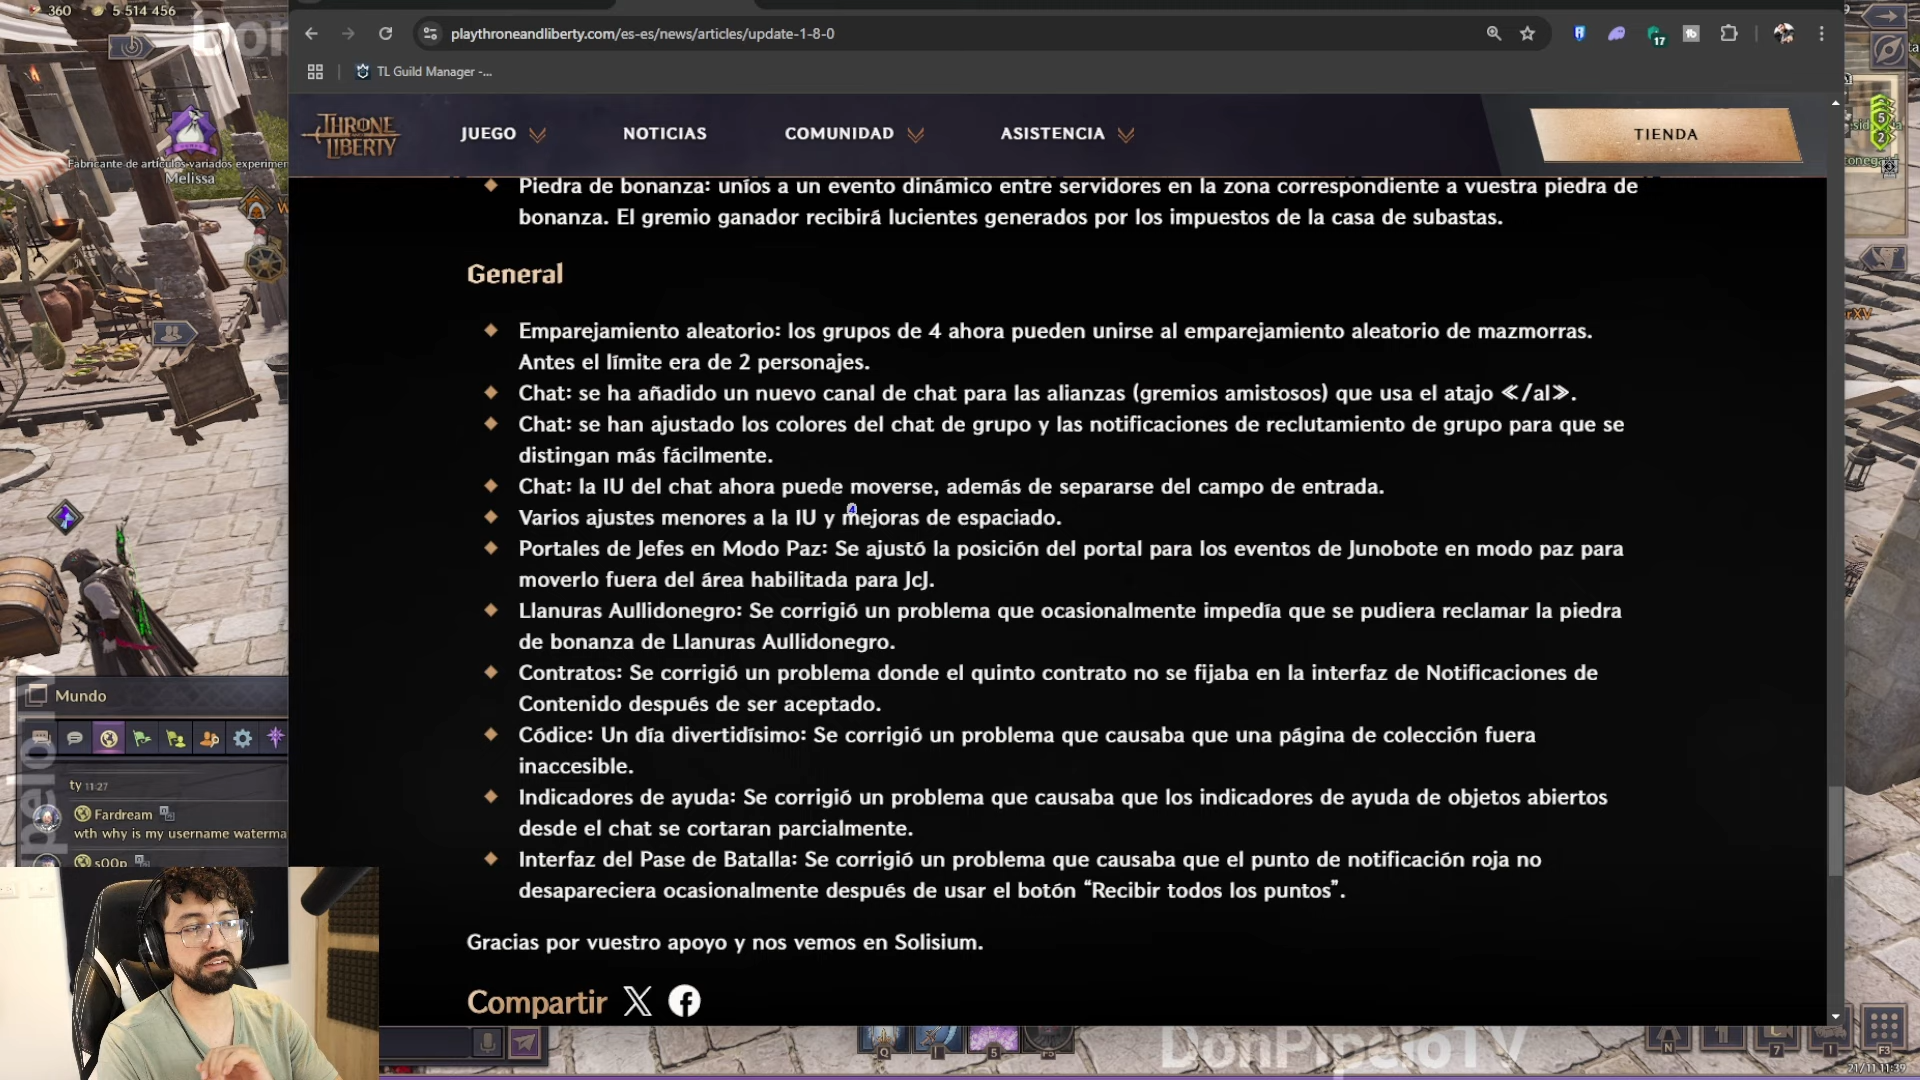 360
5 514 456
playthroneandliberty.com/es-es/news/articles/update-1-8-0
17
TL Guild Manager -...
THRONE AND LIBERTY
JUEGO
NOTICIAS
COMUNIDAD
ASISTENCIA
TIENDA
5
2
Fabricante de artículos variados experimer
Melissa
Piedra de bonanza: uníos a un evento dinámico entre servidores en la zona correspondiente a vuestra piedra de
bonanza. El gremio ganador recibirá lucientes generados por los impuestos de la casa de subastas.
General
Emparejamiento aleatorio: los grupos de 4 ahora pueden unirse al emparejamiento aleatorio de mazmorras.
Antes el límite era de 2 personajes.
Chat: se ha añadido un nuevo canal de chat para las alianzas (gremios amistosos) que usa el atajo ≪/al≫.
Chat: se han ajustado los colores del chat de grupo y las notificaciones de reclutamiento de grupo para que se
distingan más fácilmente.
Chat: la IU del chat ahora puede moverse, además de separarse del campo de entrada.
Varios ajustes menores a la IU y mejoras de espaciado.
Portales de Jefes en Modo Paz: Se ajustó la posición del portal para los eventos de Junobote en modo paz para
moverlo fuera del área habilitada para JcJ.
Llanuras Aullidonegro: Se corrigió un problema que ocasionalmente impedía que se pudiera reclamar la piedra
de bonanza de Llanuras Aullidonegro.
Contratos: Se corrigió un problema donde el quinto contrato no se fijaba en la interfaz de Notificaciones de
Contenido después de ser aceptado.
Códice: Un día divertidísimo: Se corrigió un problema que causaba que una página de colección fuera
inaccesible.
Indicadores de ayuda: Se corrigió un problema que causaba que los indicadores de ayuda de objetos abiertos
desde el chat se cortaran parcialmente.
Interfaz del Pase de Batalla: Se corrigió un problema que causaba que el punto de notificación roja no
desapareciera ocasionalmente después de usar el botón “Recibir todos los puntos”.
Gracias por vuestro apoyo y nos vemos en Solisium.
Compartir
Mundo
ty 11:27
Fardream
wth why is my username waterma
s00p
Q
5
F5
N
7
F3
DonPipeloTV
21/11 11:39